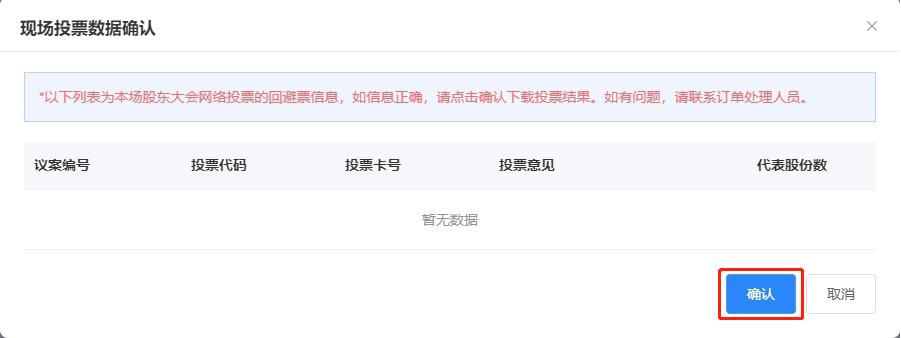 现场投票数据确认
*以下列表为本场股东大会网络投票的回避票信息，如信息正确，请点击确认下载投票结果。如有问题，请联系订单处理人员。
议案编号 投票代码 投票卡号 投票意见 代表股份数
暂无数据
确认 取消